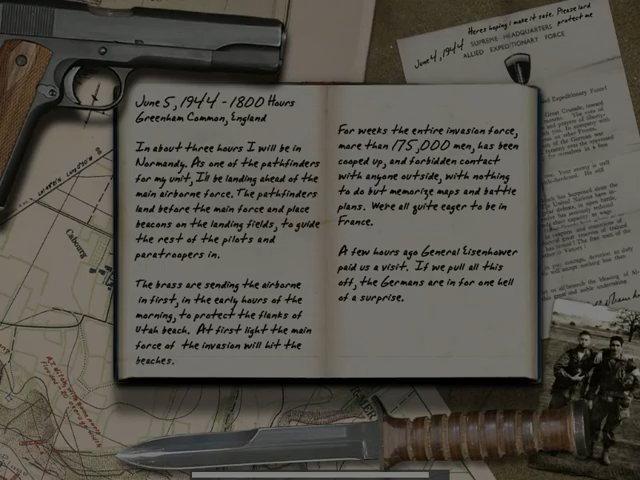 Here's hoping i make it safe. Please lord
protect me
June 4, 1944
SUPREME HEADQUARTERS
ALLIED EXPEDITIONARY FORCE
June 5, 1944 - 1800 Hours
Greenham Common, England
In about three hours I will be in
Normandy. As one of the pathfinders
for my unit, I'll be landing ahead of the
main airborne force. The pathfinders
land before the main force and place
beacons on the landing fields, to guide
the rest of the pilots and
paratroopers in.
The brass are sending the airborne
in first, in the early hours of the
morning, to protect the flanks of
Utah beach. At first light the main
force of the invasion will hit the
beaches.
For weeks the entire invasion force,
more than 175,000 men, has been
cooped up, and forbidden contact
with anyone outside, with nothing
to do but memorize maps and battle
plans. We're all quite eager to be in
France.
A few hours ago General Eisenhower
paid us a visit. If we pull all this
off, the Germans are in for one hell
of a surprise.
Cabourg